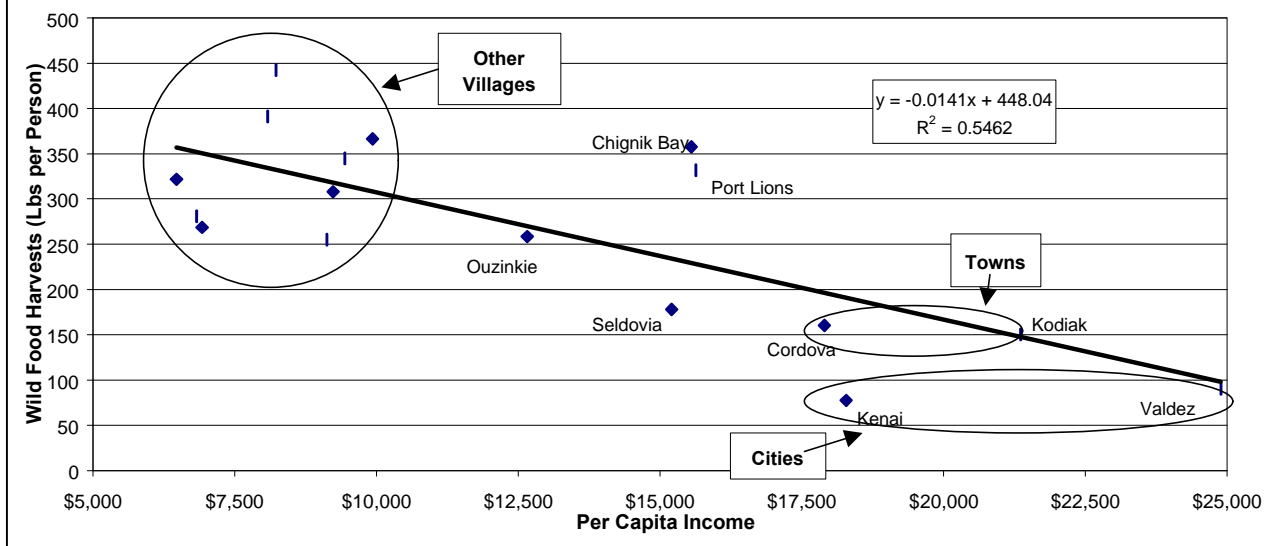 Wild Food Harvests (Lbs per Person)
500
450
400
350
300
250
200
150
100
50
0
Other
Villages
y = -0.0141x + 448.04
R² = 0.5462
Chignik Bay
Port Lions
Ouzinkie
Towns
Seldovia
Kodiak
Cordova
Kenai
Valdez
Cities
$5,000 $7,500 $10,000 $12,500 $15,000 $17,500 $20,000 $22,500 $25,000
Per Capita Income